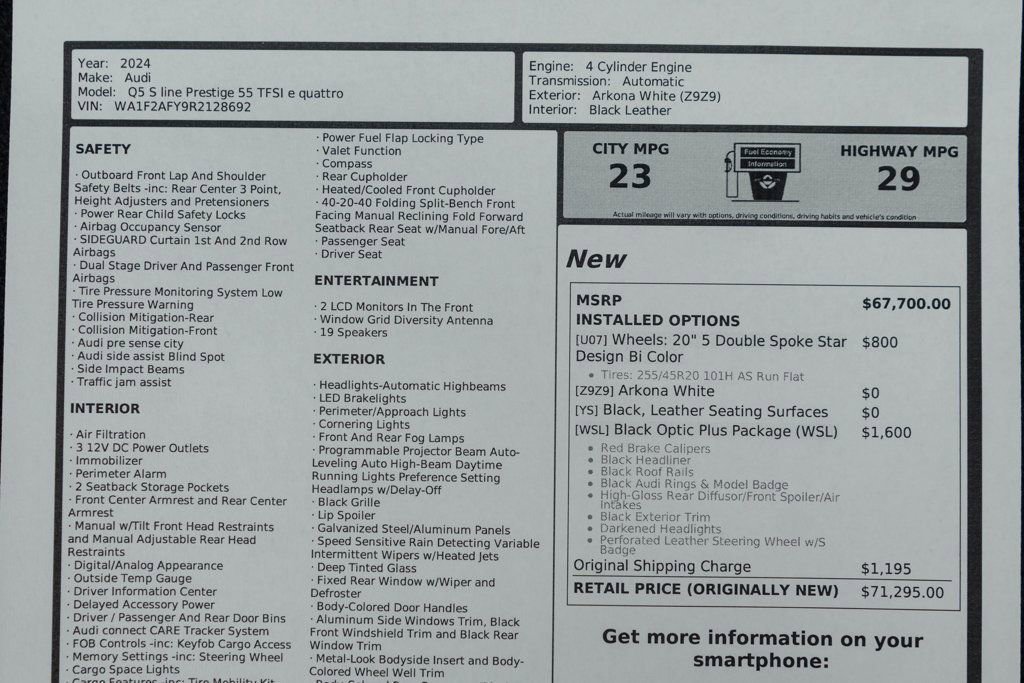 Year: 2024
Make: Audi
Model: Q5 S line Prestige 55 TFSI e quattro
VIN: WA1F2AFY9R2128692
Engine: 4 Cylinder Engine
Transmission: Automatic
Exterior: Arkona White (Z9Z9)
Interior: Black Leather
SAFETY
· Outboard Front Lap And Shoulder
Safety Belts -inc: Rear Center 3 Point,
Height Adjusters and Pretensioners
· Power Rear Child Safety Locks
· Airbag Occupancy Sensor
· SIDEGUARD Curtain 1st And 2nd Row
Airbags
· Dual Stage Driver And Passenger Front
Airbags
· Tire Pressure Monitoring System Low
Tire Pressure Warning
· Collision Mitigation-Rear
· Collision Mitigation-Front
· Audi pre sense city
· Audi side assist Blind Spot
· Side Impact Beams
· Traffic jam assist
INTERIOR
· Air Filtration
· 3 12V DC Power Outlets
· Immobilizer
· Perimeter Alarm
· 2 Seatback Storage Pockets
· Front Center Armrest and Rear Center
Armrest
· Manual w/Tilt Front Head Restraints
and Manual Adjustable Rear Head
Restraints
· Digital/Analog Appearance
· Outside Temp Gauge
· Driver Information Center
· Delayed Accessory Power
· Driver / Passenger And Rear Door Bins
· Audi connect CARE Tracker System
· FOB Controls -inc: Keyfob Cargo Access
· Memory Settings -inc: Steering Wheel
· Cargo Space Lights
· Cargo Features -inc: Tire Mobility Kit
· Power Fuel Flap Locking Type
· Valet Function
· Compass
· Rear Cupholder
· Heated/Cooled Front Cupholder
· 40-20-40 Folding Split-Bench Front
Facing Manual Reclining Fold Forward
Seatback Rear Seat w/Manual Fore/Aft
· Passenger Seat
· Driver Seat
ENTERTAINMENT
· 2 LCD Monitors In The Front
· Window Grid Diversity Antenna
· 19 Speakers
EXTERIOR
· Headlights-Automatic Highbeams
· LED Brakelights
· Perimeter/Approach Lights
· Cornering Lights
· Front And Rear Fog Lamps
· Programmable Projector Beam Auto-
Leveling Auto High-Beam Daytime
Running Lights Preference Setting
Headlamps w/Delay-Off
· Black Grille
· Lip Spoiler
· Galvanized Steel/Aluminum Panels
· Speed Sensitive Rain Detecting Variable
Intermittent Wipers w/Heated Jets
· Deep Tinted Glass
· Fixed Rear Window w/Wiper and
Defroster
· Body-Colored Door Handles
· Aluminum Side Windows Trim, Black
Front Windshield Trim and Black Rear
Window Trim
· Metal-Look Bodyside Insert and Body-
Colored Wheel Well Trim
CITY MPG
23
Fuel Economy
Information
HIGHWAY MPG
29
Actual mileage will vary with options, driving conditions, driving habits and vehicle's condition
New
MSRP $67,700.00
INSTALLED OPTIONS
[U07] Wheels: 20" 5 Double Spoke Star $800
Design Bi Color
• Tires: 255/45R20 101H AS Run Flat
[Z9Z9] Arkona White $0
[YS] Black, Leather Seating Surfaces $0
[WSL] Black Optic Plus Package (WSL) $1,600
• Red Brake Calipers
• Black Headliner
• Black Roof Rails
• Black Audi Rings & Model Badge
• High-Gloss Rear Diffusor/Front Spoiler/Air
Intakes
• Black Exterior Trim
• Darkened Headlights
• Perforated Leather Steering Wheel w/S
Badge
Original Shipping Charge $1,195
RETAIL PRICE (ORIGINALLY NEW) $71,295.00
Get more information on your
smartphone: